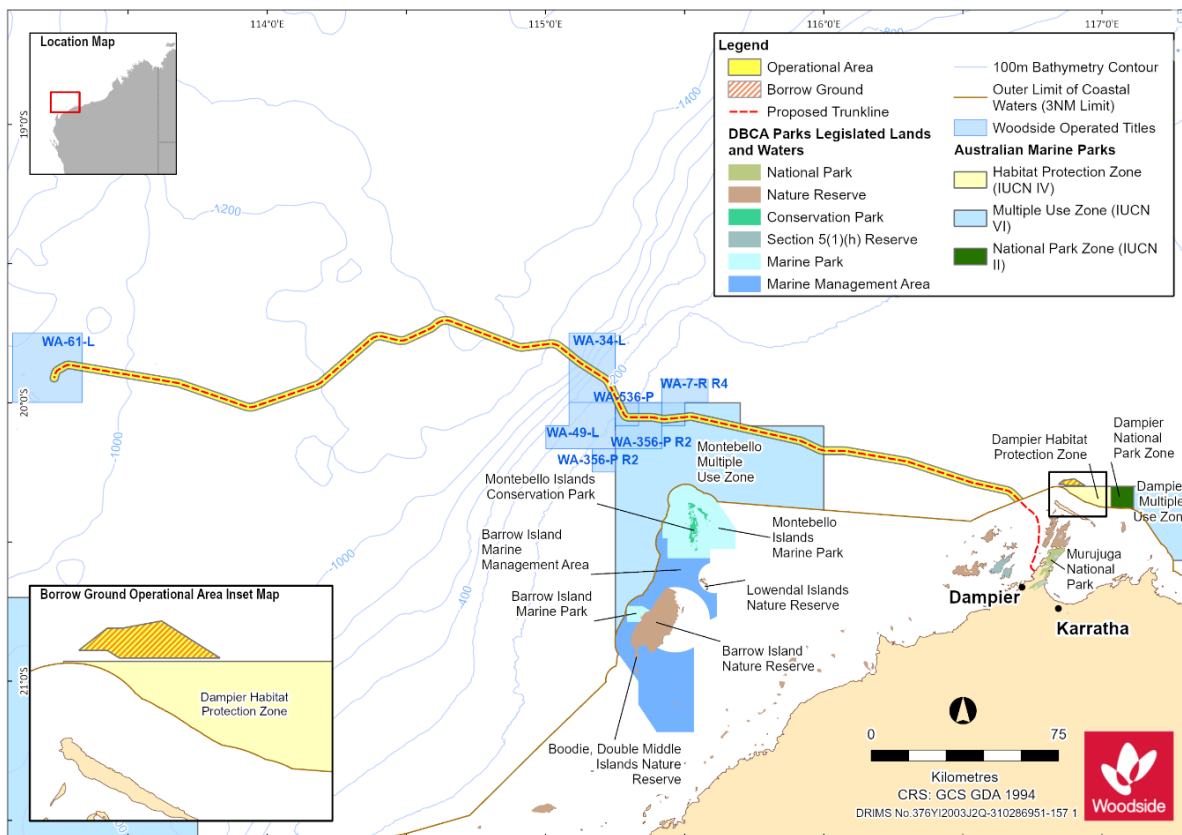 114°0'E
115°0'E
116°0'E
117°0'E
19°0'S
20°0'S
21°0'S
Location Map
Legend
Operational Area
Borrow Ground
Proposed Trunkline
DBCA Parks Legislated Lands
and Waters
National Park
Nature Reserve
Conservation Park
Section 5(1)(h) Reserve
Marine Park
Marine Management Area
100m Bathymetry Contour
Outer Limit of Coastal
Waters (3NM Limit)
Woodside Operated Titles
Australian Marine Parks
Habitat Protection Zone
(IUCN IV)
Multiple Use Zone (IUCN
VI)
National Park Zone (IUCN
II)
-1400
-1200
-200
-1000
-1000
-400
WA-61-L
WA-34-L
WA-7-R R4
WA-536-P
WA-49-L
WA-356-P R2
WA-356-P R2
Montebello
Multiple
Use Zone
Montebello Islands
Conservation Park
Barrow Island
Marine
Management Area
Barrow Island
Marine Park
Montebello
Islands
Marine Park
Lowendal Islands
Nature Reserve
Barrow Island
Nature Reserve
Boodie, Double Middle
Islands Nature
Reserve
Dampier Habitat
Protection Zone
Dampier
National
Park Zone
Dampier
Multiple
Use Zone
Murujuga
National
Park
Dampier
Karratha
Borrow Ground Operational Area Inset Map
Dampier Habitat
Protection Zone
0
75
Kilometres
CRS: GCS GDA 1994
DRIMS No.376YI2003J2Q-310286951-157 1
Woodside